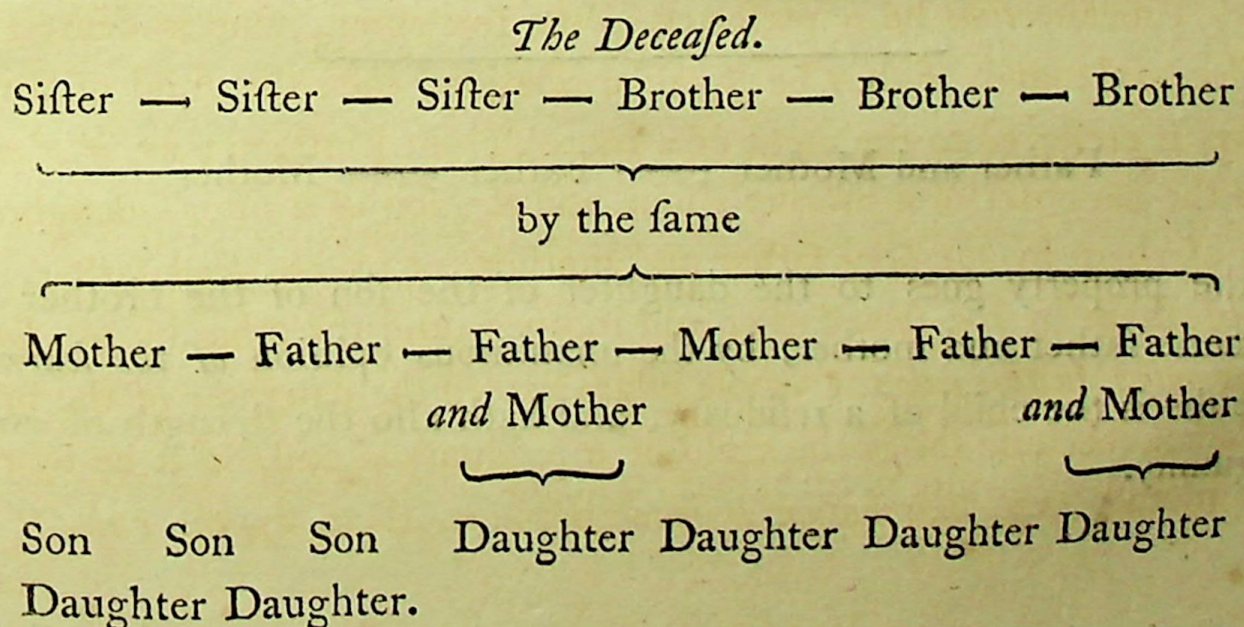 The Deceaſed.
Siſter — Siſter — Siſter — Brother — Brother — Brother
by the ſame
Mother — Father — Father — Mother — Father — Father
and Mother and Mother
Son Son Son Daughter Daughter Daughter Daughter
Daughter Daughter.